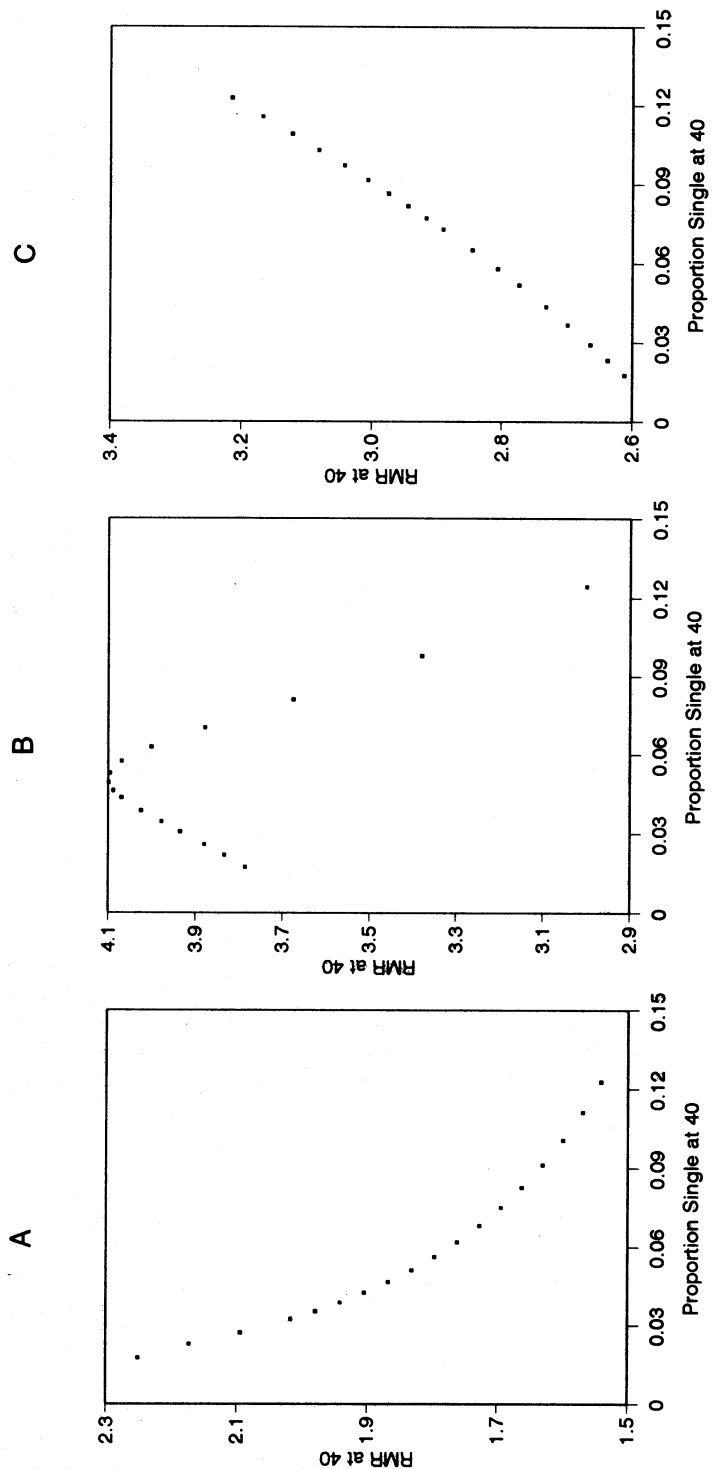 A
RMR at 40
2.3
2.1
1.9
1.7
1.5
0 0.03 0.06 0.09 0.12 0.15
Proportion Single at 40
B
RMR at 40
4.1
3.9
3.7
3.5
3.3
3.1
2.9
0 0.03 0.06 0.09 0.12 0.15
Proportion Single at 40
C
RMR at 40
3.4
3.2
3.0
2.8
2.6
0 0.03 0.06 0.09 0.12 0.15
Proportion Single at 40